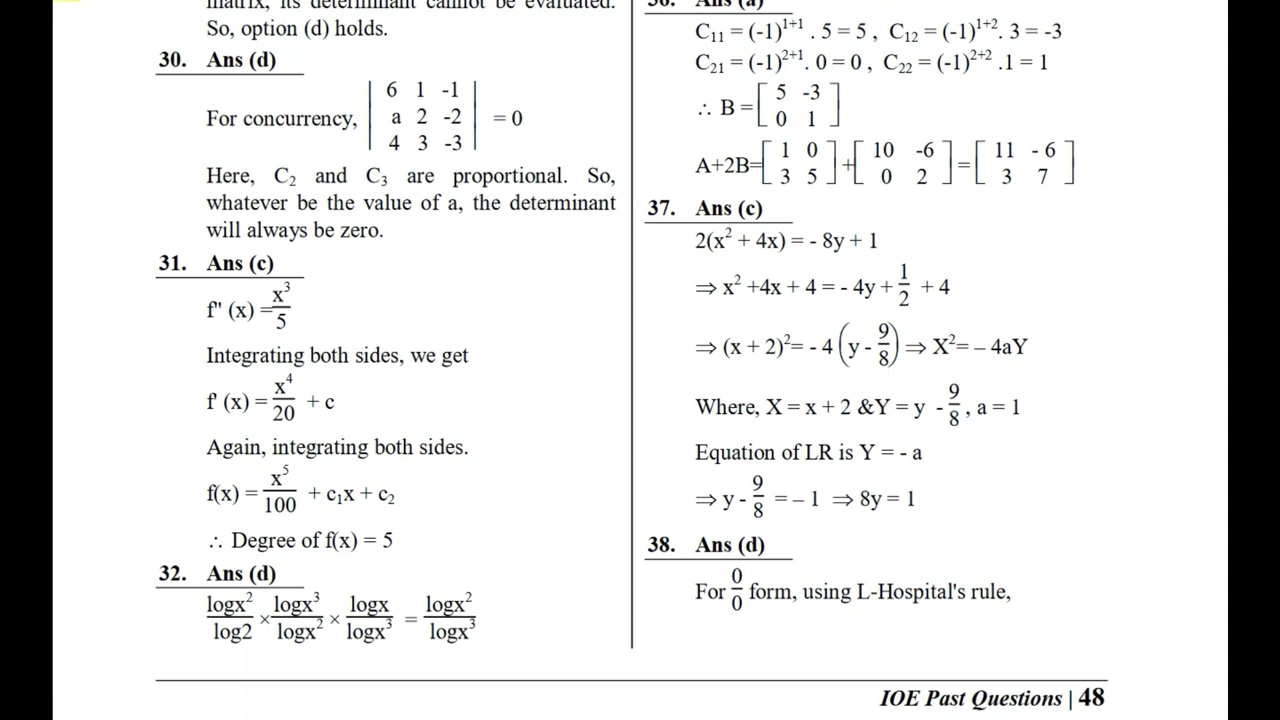 matrix, its determinant cannot be evaluated.
So, option (d) holds.
30. Ans (d)
For concurrency, | 6 1 -1 |
| a 2 -2 | = 0
| 4 3 -3 |
Here, C₂ and C₃ are proportional. So,
whatever be the value of a, the determinant
will always be zero.
31. Ans (c)
f" (x) = x³/5
Integrating both sides, we get
f' (x) = x⁴/20 + c
Again, integrating both sides.
f(x) = x⁵/100 + c₁x + c₂
∴ Degree of f(x) = 5
32. Ans (d)
logx²/log2 × logx³/logx² × logx/logx³ = logx²/logx³
36. Ans (a)
C₁₁ = (-1)¹⁺¹ . 5 = 5 , C₁₂ = (-1)¹⁺². 3 = -3
C₂₁ = (-1)²⁺¹. 0 = 0 , C₂₂ = (-1)²⁺² .1 = 1
∴ B = [ 5 -3 ]
[ 0 1 ]
A+2B= [ 1 0 ] + [ 10 -6 ] = [ 11 - 6 ]
[ 3 5 ] [ 0 2 ] [ 3 7 ]
37. Ans (c)
2(x² + 4x) = - 8y + 1
⇒ x² +4x + 4 = - 4y + 1/2 + 4
⇒ (x + 2)²= - 4 (y - 9/8) ⇒ X²= – 4aY
Where, X = x + 2 &Y = y - 9/8, a = 1
Equation of LR is Y = - a
⇒ y - 9/8 = – 1 ⇒ 8y = 1
38. Ans (d)
For 0/0 form, using L-Hospital's rule,
IOE Past Questions | 48